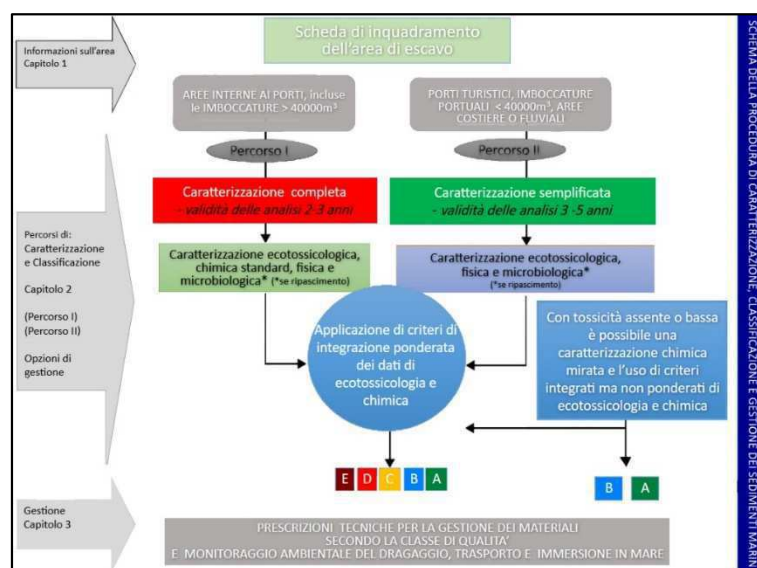 Scheda di inquadramento
dell'area di escavo
Informazioni sull'area
Capitolo 1
AREE INTERNE AI PORTI, incluse
le IMBOCCATURE > 40000m³
PORTI TURISTICI, IMBOCCATURE
PORTUALI < 40000m³, AREE
COSTIERE O FLUVIALI
Percorso I
Percorso II
Caratterizzazione completa
- validità delle analisi 2-3 anni
Caratterizzazione semplificata
- validità delle analisi 3 -5 anni
Percorsi di:
Caratterizzazione
e Classificazione
Capitolo 2
(Percorso I)
(Percorso II)
Opzioni di
gestione
Caratterizzazione ecotossicologica,
chimica standard, fisica e
microbiologica* (*se ripascimento)
Caratterizzazione ecotossicologica,
fisica e microbiologica*
(*se ripascimento)
Applicazione di criteri di
integrazione ponderata
dei dati di
ecotossicologia e
chimica
Con tossicità assente o bassa
è possibile una
caratterizzazione chimica
mirata e l'uso di criteri
integrati ma non ponderati di
ecotossicologia e chimica
E D C B A
B A
Gestione
Capitolo 3
PRESCRIZIONI TECNICHE PER LA GESTIONE DEI MATERIALI
SECONDO LA CLASSE DI QUALITA'
E MONITORAGGIO AMBIENTALE DEL DRAGAGGIO, TRASPORTO E IMMERSIONE IN MARE
SCHEMA DELLA PROCEDURA DI CARATTERIZZAZIONE, CLASSIFICAZIONE E GESTIONE DEI SEDIMENTI MARIN